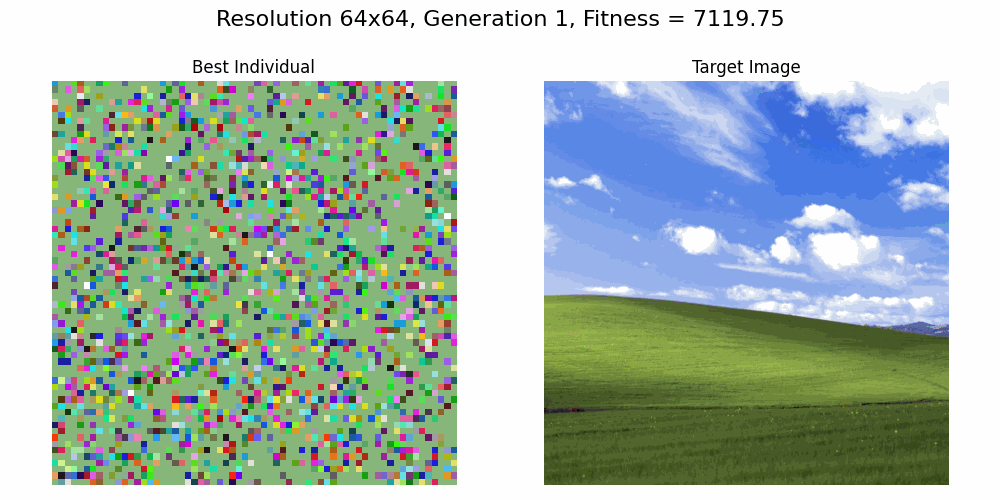 Resolution 64x64, Generation 1, Fitness = 7119.75
Best Individual
Target Image